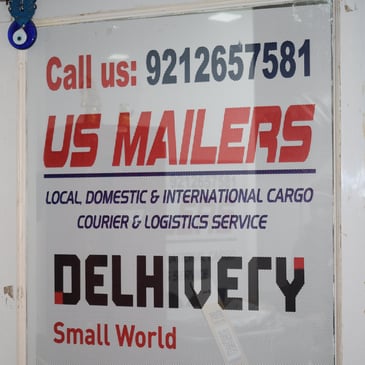 Call us: 9212657581
US MAILERS
LOCAL, DOMESTIC & INTERNATIONAL CARGO
COURIER & LOGISTICS SERVICE
DELHIVERY
Small World